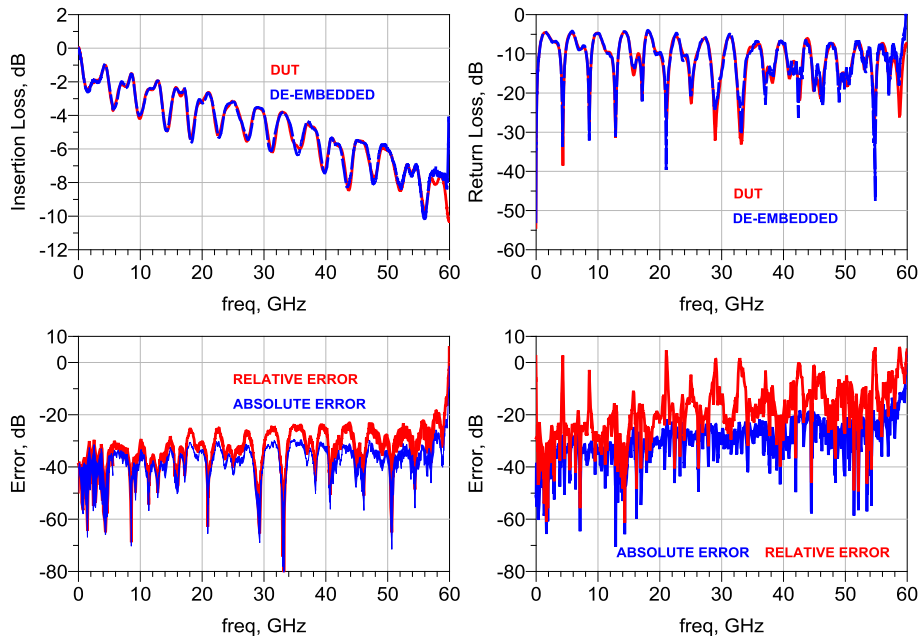 2
0
-2
-4
-6
-8
-10
-12
Insertion Loss, dB
DUT
DE-EMBEDDED
0 10 20 30 40 50 60
freq, GHz
0
-10
-20
-30
-40
-50
-60
Return Loss, dB
DUT
DE-EMBEDDED
0 10 20 30 40 50 60
freq, GHz
10
0
-20
-40
-60
-80
Error, dB
RELATIVE ERROR
ABSOLUTE ERROR
0 10 20 30 40 50 60
freq, GHz
10
0
-20
-40
-60
-80
Error, dB
ABSOLUTE ERROR RELATIVE ERROR
0 10 20 30 40 50 60
freq, GHz